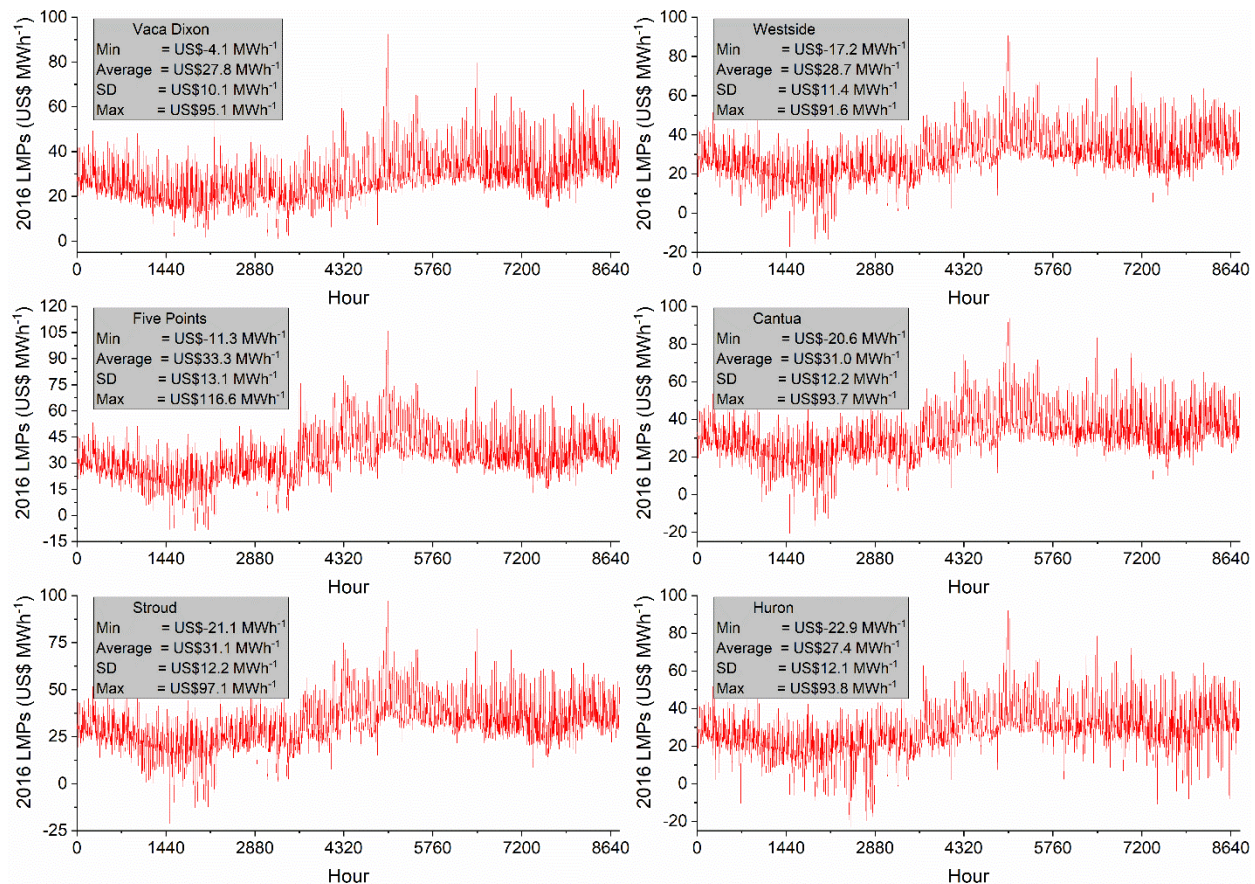 2016 LMPs (US$ MWh-1)
100
80
60
40
20
0
Vaca Dixon
Min = US$-4.1 MWh-1
Average = US$27.8 MWh-1
SD = US$10.1 MWh-1
Max = US$95.1 MWh-1
0 1440 2880 4320 5760 7200 8640
Hour
2016 LMPs (US$ MWh-1)
100
80
60
40
20
0
-20
Westside
Min = US$-17.2 MWh-1
Average = US$28.7 MWh-1
SD = US$11.4 MWh-1
Max = US$91.6 MWh-1
0 1440 2880 4320 5760 7200 8640
Hour
2016 LMPs (US$ MWh-1)
120
105
90
75
60
45
30
15
0
-15
Five Points
Min = US$-11.3 MWh-1
Average = US$33.3 MWh-1
SD = US$13.1 MWh-1
Max = US$116.6 MWh-1
0 1440 2880 4320 5760 7200 8640
Hour
2016 LMPs (US$ MWh-1)
100
80
60
40
20
0
-20
Cantua
Min = US$-20.6 MWh-1
Average = US$31.0 MWh-1
SD = US$12.2 MWh-1
Max = US$93.7 MWh-1
0 1440 2880 4320 5760 7200 8640
Hour
2016 LMPs (US$ MWh-1)
100
75
50
25
0
-25
Stroud
Min = US$-21.1 MWh-1
Average = US$31.1 MWh-1
SD = US$12.2 MWh-1
Max = US$97.1 MWh-1
0 1440 2880 4320 5760 7200 8640
Hour
2016 LMPs (US$ MWh-1)
100
80
60
40
20
0
-20
Huron
Min = US$-22.9 MWh-1
Average = US$27.4 MWh-1
SD = US$12.1 MWh-1
Max = US$93.8 MWh-1
0 1440 2880 4320 5760 7200 8640
Hour